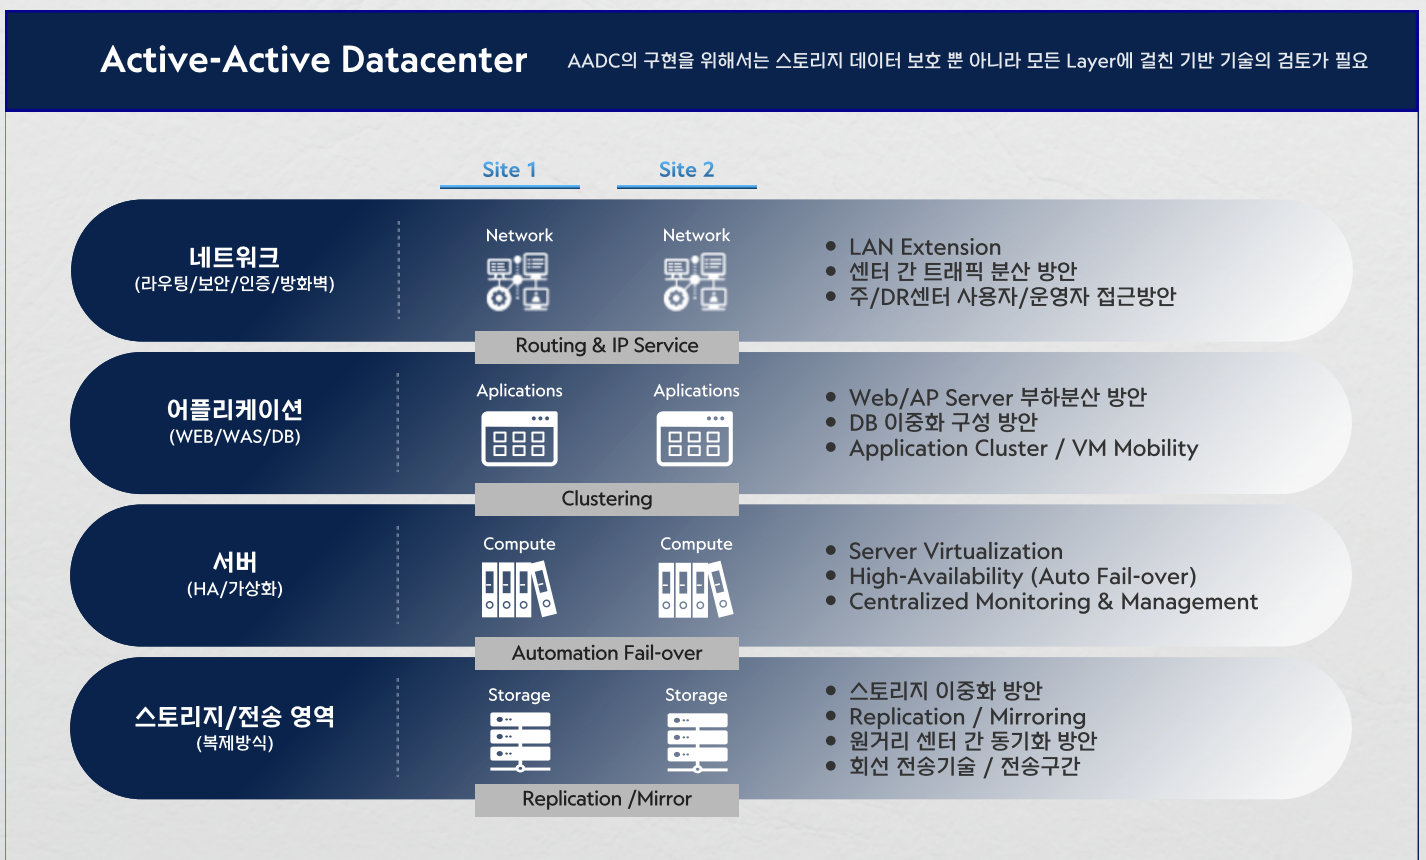 Active-Active Datacenter
AADC의 구현을 위해서는 스토리지 데이터 보호 뿐 아니라 모든 Layer에 걸친 기반 기술의 검토가 필요
Site 1
Site 2
네트워크
(라우팅/보안/인증/방화벽)
Network
Network
Routing & IP Service
• LAN Extension
• 센터 간 트래픽 분산 방안
• 주/DR센터 사용자/운영자 접근방안
어플리케이션
(WEB/WAS/DB)
Aplications
Aplications
Clustering
• Web/AP Server 부하분산 방안
• DB 이중화 구성 방안
• Application Cluster / VM Mobility
서버
(HA/가상화)
Compute
Compute
Automation Fail-over
• Server Virtualization
• High-Availability (Auto Fail-over)
• Centralized Monitoring & Management
스토리지/전송 영역
(복제방식)
Storage
Storage
Replication /Mirror
• 스토리지 이중화 방안
• Replication / Mirroring
• 원거리 센터 간 동기화 방안
• 회선 전송기술 / 전송구간